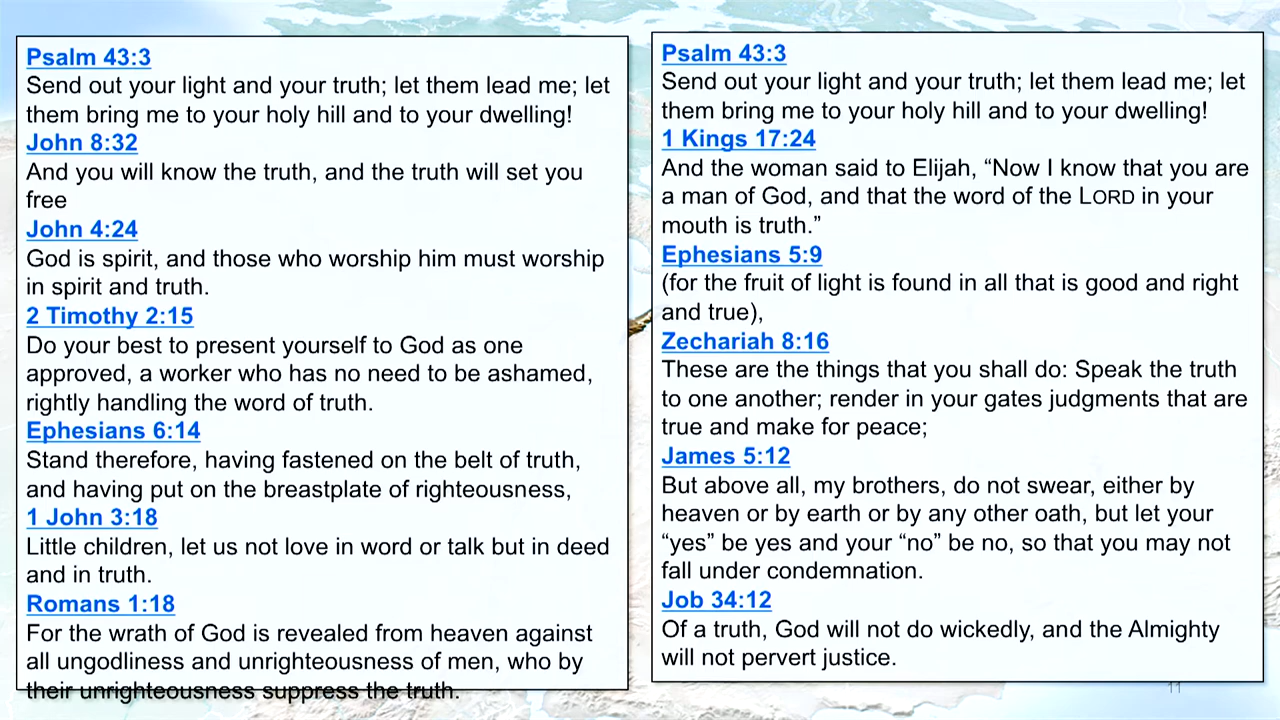 Psalm 43:3
Send out your light and your truth; let them lead me; let
them bring me to your holy hill and to your dwelling!
John 8:32
And you will know the truth, and the truth will set you
free
John 4:24
God is spirit, and those who worship him must worship
in spirit and truth.
2 Timothy 2:15
Do your best to present yourself to God as one
approved, a worker who has no need to be ashamed,
rightly handling the word of truth.
Ephesians 6:14
Stand therefore, having fastened on the belt of truth,
and having put on the breastplate of righteousness,
1 John 3:18
Little children, let us not love in word or talk but in deed
and in truth.
Romans 1:18
For the wrath of God is revealed from heaven against
all ungodliness and unrighteousness of men, who by
their unrighteousness suppress the truth.
Psalm 43:3
Send out your light and your truth; let them lead me; let
them bring me to your holy hill and to your dwelling!
1 Kings 17:24
And the woman said to Elijah, “Now I know that you are
a man of God, and that the word of the LORD in your
mouth is truth.”
Ephesians 5:9
(for the fruit of light is found in all that is good and right
and true),
Zechariah 8:16
These are the things that you shall do: Speak the truth
to one another; render in your gates judgments that are
true and make for peace;
James 5:12
But above all, my brothers, do not swear, either by
heaven or by earth or by any other oath, but let your
“yes” be yes and your “no” be no, so that you may not
fall under condemnation.
Job 34:12
Of a truth, God will not do wickedly, and the Almighty
will not pervert justice.
11